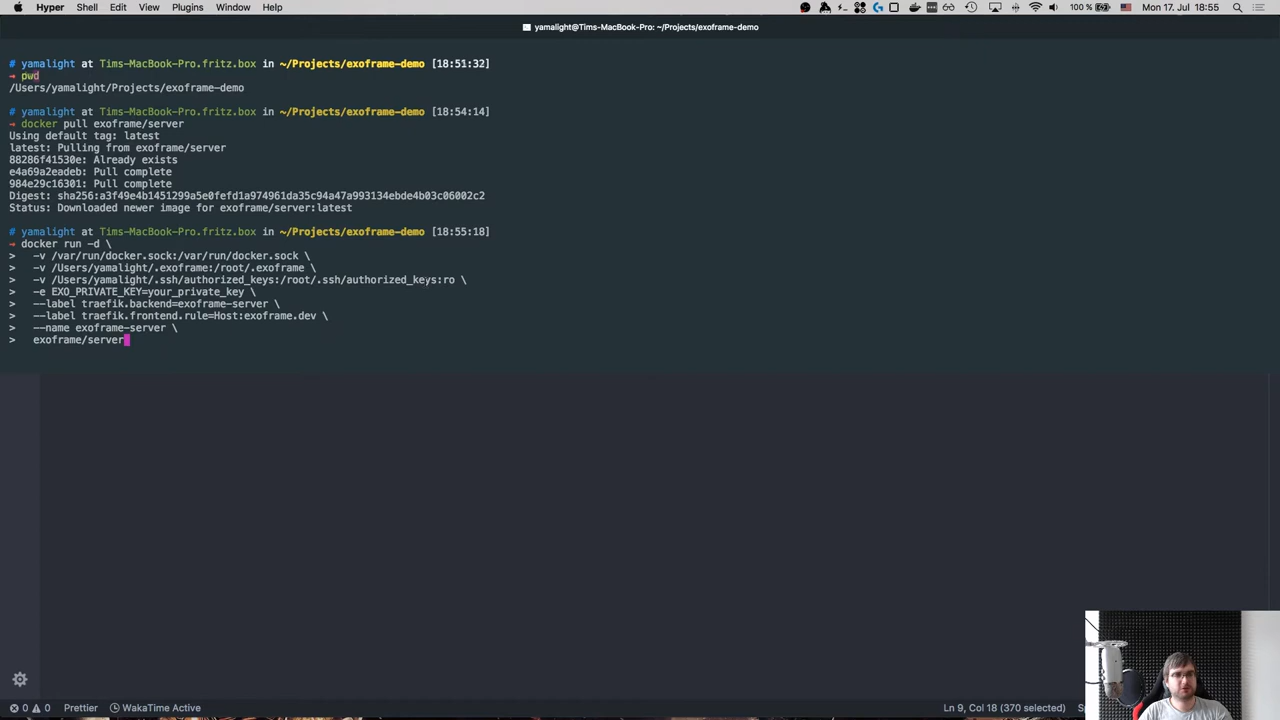 Hyper Shell Edit View Plugins Window Help 100 % Mon 17. Jul 18:55
yamalight@Tims-MacBook-Pro: ~/Projects/exoframe-demo
# yamalight at Tims-MacBook-Pro.fritz.box in ~/Projects/exoframe-demo [18:51:32]
→ pwd
/Users/yamalight/Projects/exoframe-demo
# yamalight at Tims-MacBook-Pro.fritz.box in ~/Projects/exoframe-demo [18:54:14]
→ docker pull exoframe/server
Using default tag: latest
latest: Pulling from exoframe/server
88286f41530e: Already exists
e4a69a2eadeb: Pull complete
984e29c16301: Pull complete
Digest: sha256:a3f49e4b1451299a5e0fefd1a974961da35c94a47a993134ebde4b03c06002c2
Status: Downloaded newer image for exoframe/server:latest
# yamalight at Tims-MacBook-Pro.fritz.box in ~/Projects/exoframe-demo [18:55:18]
→ docker run -d \
> -v /var/run/docker.sock:/var/run/docker.sock \
> -v /Users/yamalight/.exoframe:/root/.exoframe \
> -v /Users/yamalight/.ssh/authorized_keys:/root/.ssh/authorized_keys:ro \
> -e EXO_PRIVATE_KEY=your_private_key \
> --label traefik.backend=exoframe-server \
> --label traefik.frontend.rule=Host:exoframe.dev \
> --name exoframe-server \
> exoframe/server
0 0 Prettier WakaTime Active Ln 9, Col 18 (370 selected)